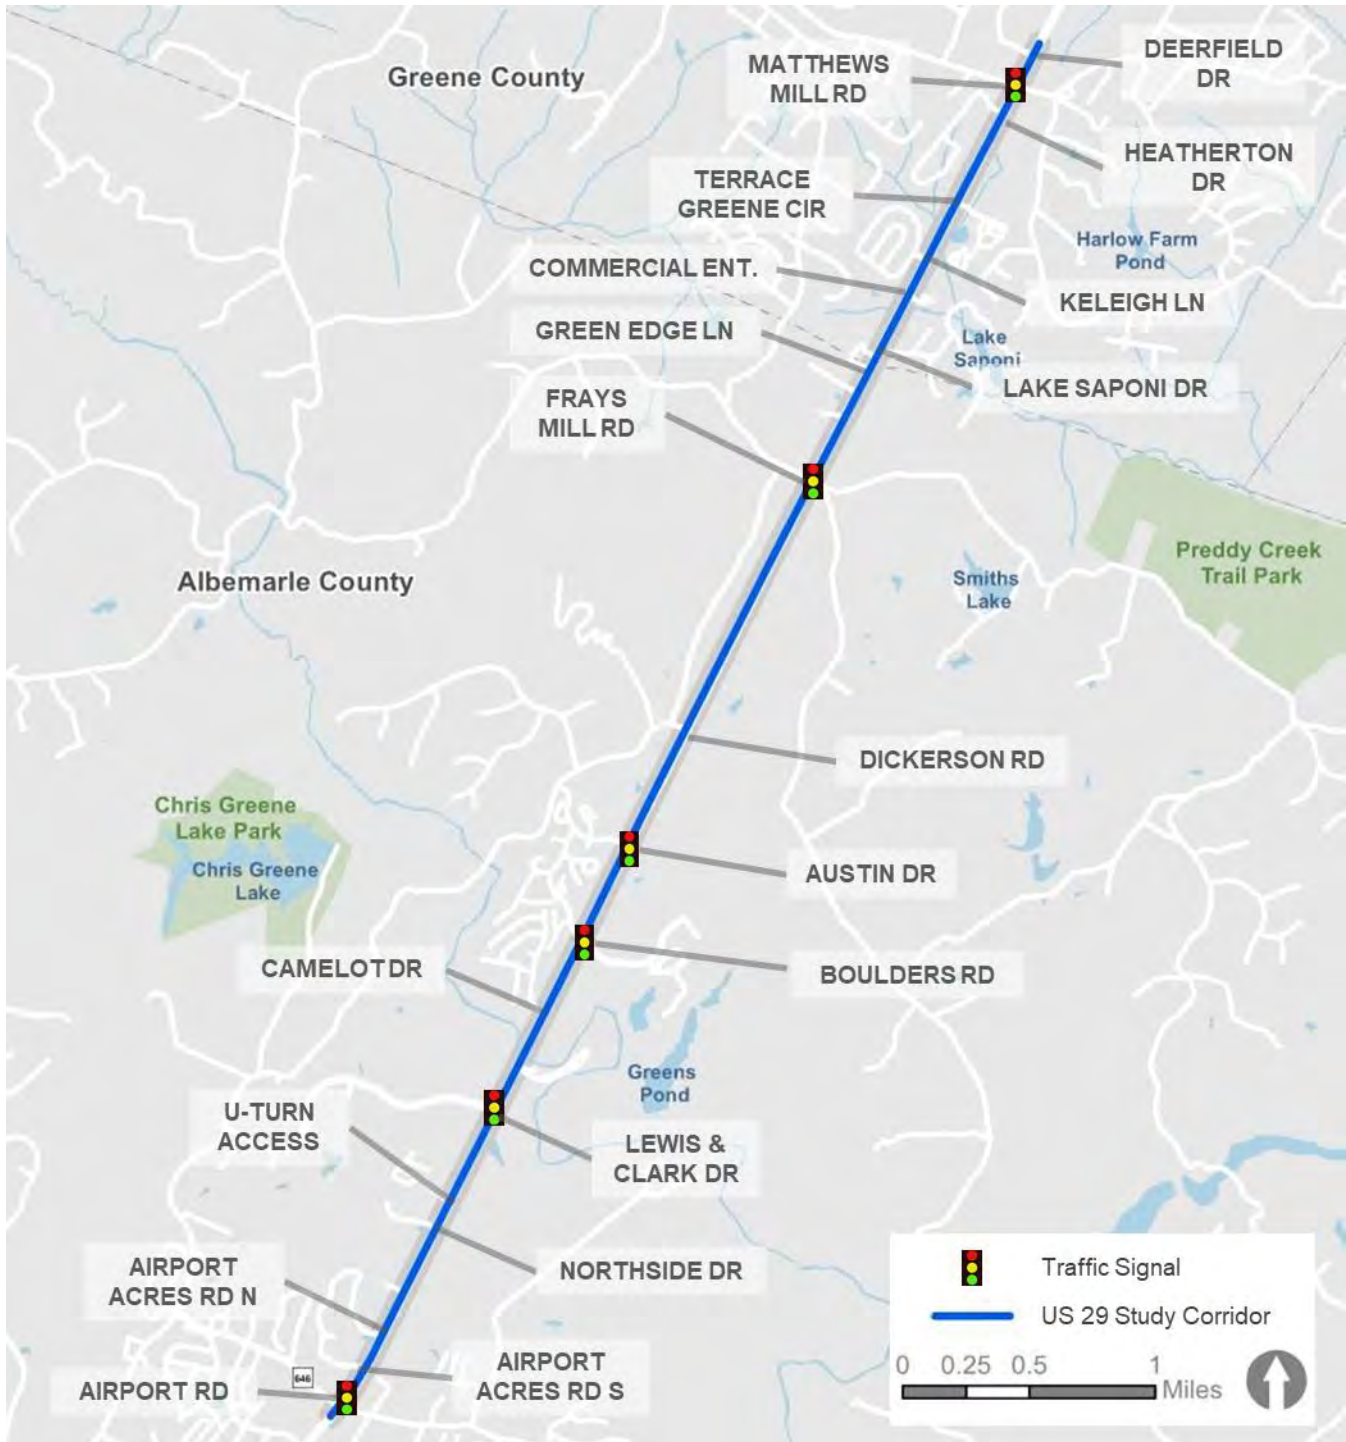 Greene County
MATTHEWS
MILL RD
DEERFIELD
DR
HEATHERTON
DR
TERRACE
GREENE CIR
Harlow Farm
Pond
COMMERCIAL ENT.
KELEIGH LN
GREEN EDGE LN
Lake
Saponi
LAKE SAPONI DR
FRAYS
MILL RD
Preddy Creek
Trail Park
Albemarle County
Smiths
Lake
DICKERSON RD
Chris Greene
Lake Park
Chris Greene
Lake
AUSTIN DR
CAMELOT DR
BOULDERS RD
Greens
Pond
U-TURN
ACCESS
LEWIS &
CLARK DR
NORTHSIDE DR
AIRPORT
ACRES RD N
AIRPORT
ACRES RD S
646
AIRPORT RD
Traffic Signal
US 29 Study Corridor
0 0.25 0.5 1
Miles